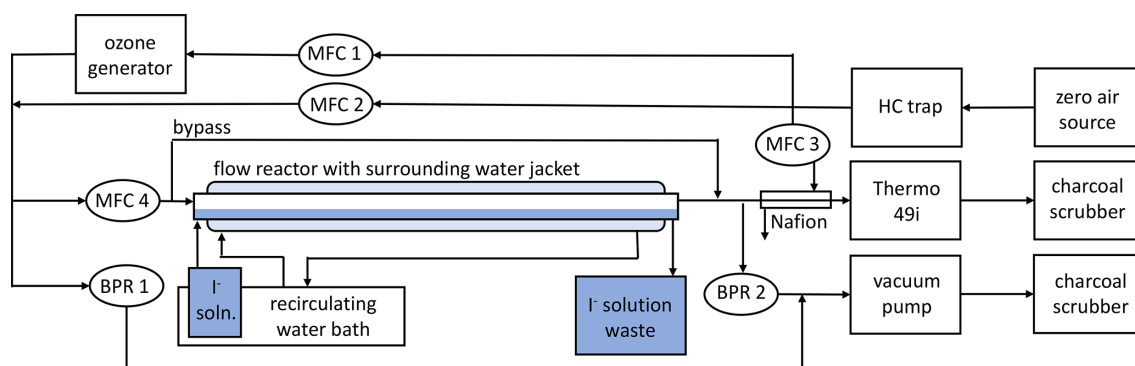 ozone
generator
MFC 1
MFC 2
HC trap
zero air
source
bypass
MFC 3
flow reactor with surrounding water jacket
MFC 4
Thermo
49i
charcoal
scrubber
Nafion
BPR 1
I⁻
soln.
recirculating
water bath
I⁻ solution
waste
BPR 2
vacuum
pump
charcoal
scrubber